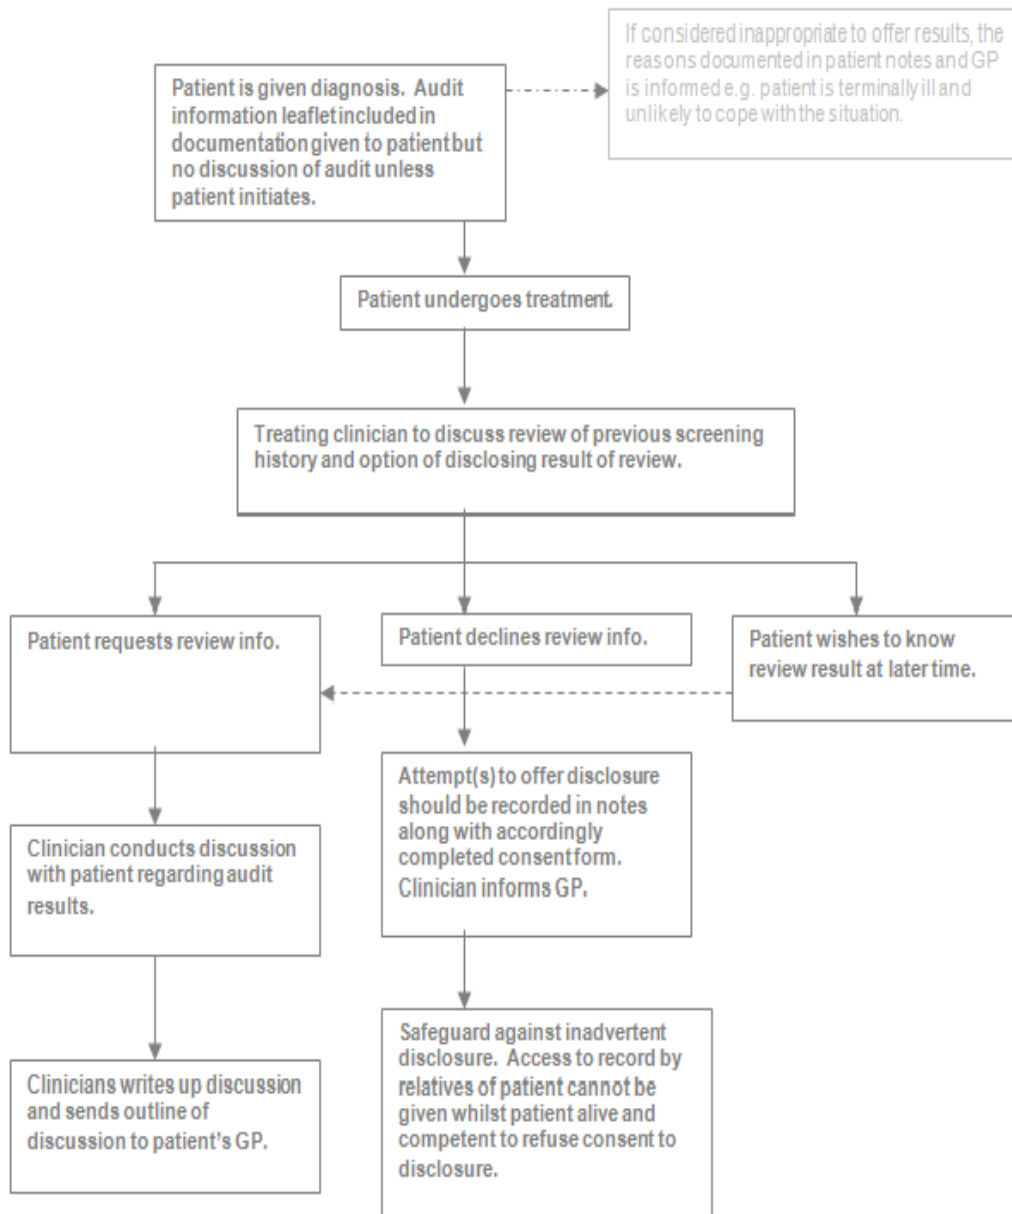 If considered inappropriate to offer results, the
reasons documented in patient notes and GP
is informed e.g. patient is terminally ill and
unlikely to cope with the situation.
Patient is given diagnosis. Audit
information leaflet included in
documentation given to patient but
no discussion of audit unless
patient initiates.
Patient undergoes treatment.
Treating clinician to discuss review of previous screening
history and option of disclosing result of review.
Patient requests review info.
Patient declines review info.
Patient wishes to know
review result at later time.
Attempt(s) to offer disclosure
should be recorded in notes
along with accordingly
completed consent form.
Clinician informs GP.
Clinician conducts discussion
with patient regarding audit
results.
Safeguard against inadvertent
disclosure. Access to record by
relatives of patient cannot be
given whilst patient alive and
competent to refuse consent to
disclosure.
Clinicians writes up discussion
and sends outline of
discussion to patient's GP.